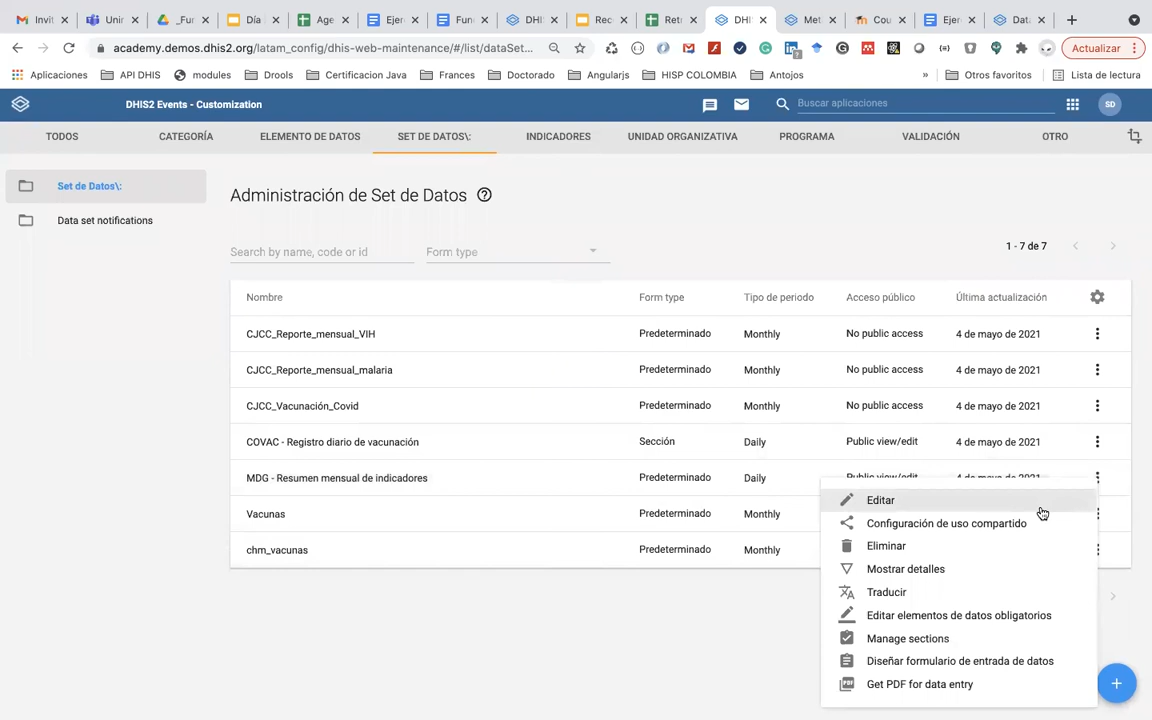 Invit
Unir
_Fu
Día
Age
Ejer
Fun
DHI
Rec
Retr
DHI
Met
Cou
Ejer
Data
academy.demos.dhis2.org/latam_config/dhis-web-maintenance/#/list/dataSet...
Actualizar
Aplicaciones
API DHIS
modules
Drools
Certificacion Java
Frances
Doctorado
Angularjs
HISP COLOMBIA
Antojos
»
Otros favoritos
Lista de lectura
DHIS2 Events - Customization
Buscar aplicaciones
SD
TODOS
CATEGORÍA
ELEMENTO DE DATOS
SET DE DATOS\:
INDICADORES
UNIDAD ORGANIZATIVA
PROGRAMA
VALIDACIÓN
OTRO
Set de Datos\:
Data set notifications
Administración de Set de Datos
Search by name, code or id
Form type
1 - 7 de 7
Nombre Form type Tipo de periodo Acceso público Última actualización
CJCC_Reporte_mensual_VIH Predeterminado Monthly No public access 4 de mayo de 2021
CJCC_Reporte_mensual_malaria Predeterminado Monthly No public access 4 de mayo de 2021
CJCC_Vacunación_Covid Predeterminado Monthly No public access 4 de mayo de 2021
COVAC - Registro diario de vacunación Sección Daily Public view/edit 4 de mayo de 2021
MDG - Resumen mensual de indicadores Predeterminado Daily Public view/edit 4 de mayo de 2021
Vacunas Predeterminado Monthly
chm_vacunas Predeterminado Monthly
Editar
Configuración de uso compartido
Eliminar
Mostrar detalles
Traducir
Editar elementos de datos obligatorios
Manage sections
Diseñar formulario de entrada de datos
Get PDF for data entry